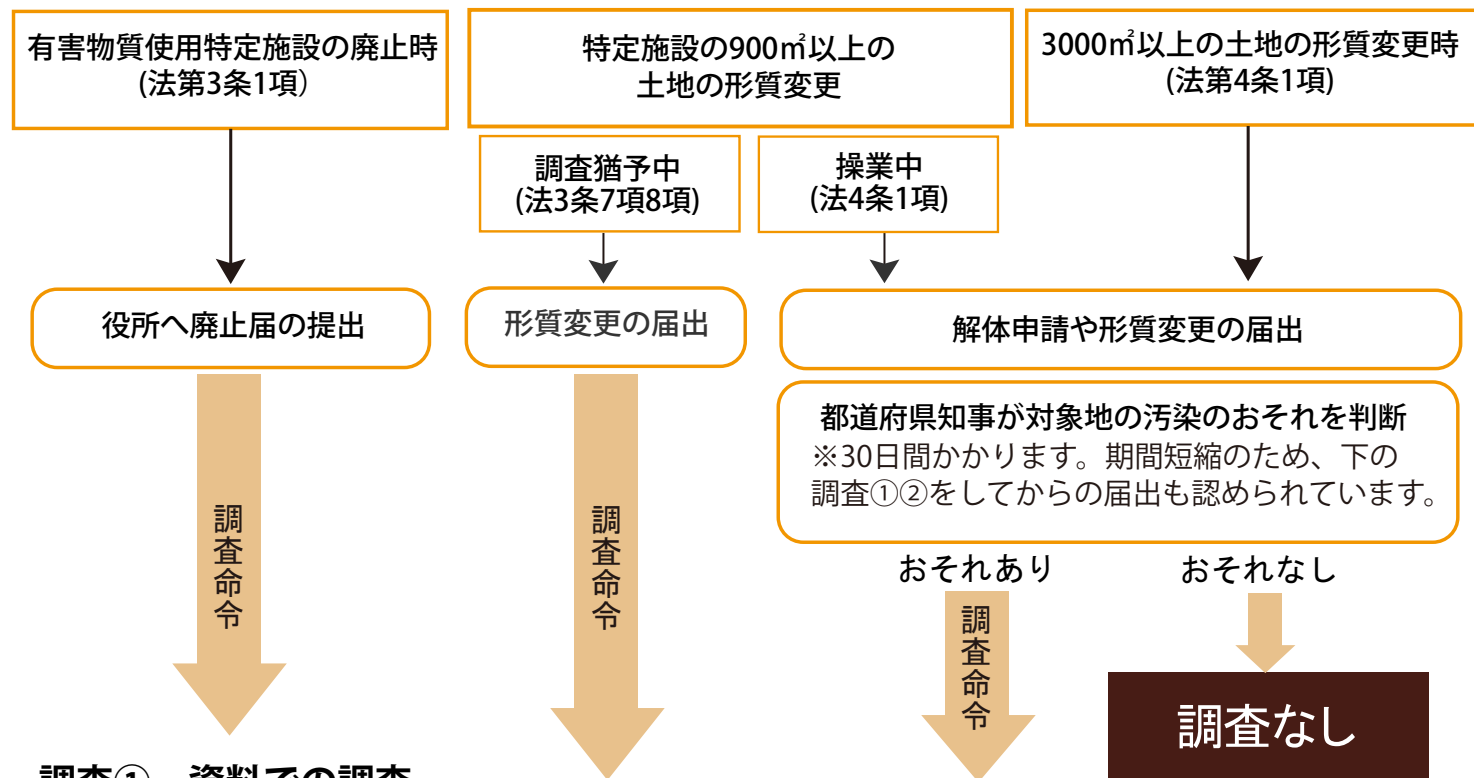 有害物質使用特定施設の廃止時
(法第3条1項）
特定施設の900㎡以上の
土地の形質変更
3000㎡以上の土地の形質変更時
(法第4条1項)
調査猶予中
(法3条7項8項)
操業中
(法4条1項)
役所へ廃止届の提出
形質変更の届出
解体申請や形質変更の届出
都道府県知事が対象地の汚染のおそれを判断
※30日間かかります。期間短縮のため、下の
調査①②をしてからの届出も認められています。
おそれあり
おそれなし
調査命令
調査命令
調査命令
調査なし
調査①　資料での調査